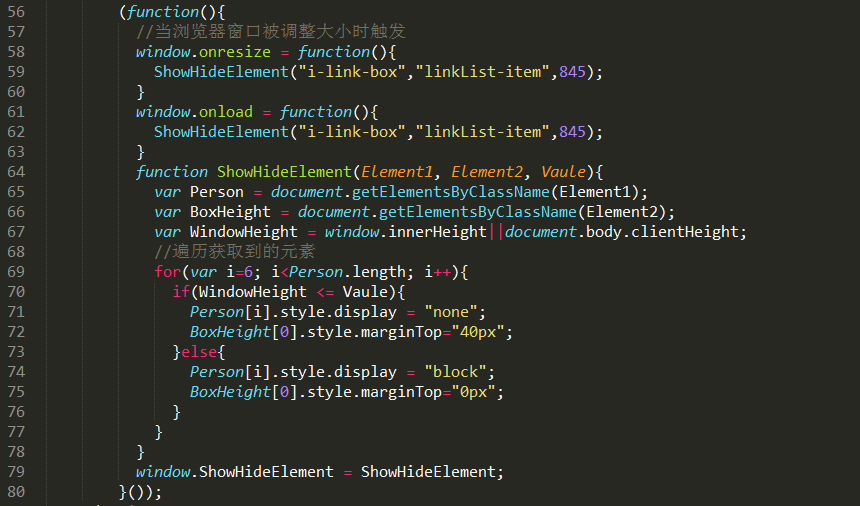 56 (function(){
57 //当浏览器窗口被调整大小时触发
58 window.onresize = function(){
59 ShowHideElement("i-link-box","linkList-item",845);
60 }
61 window.onload = function(){
62 ShowHideElement("i-link-box","linkList-item",845);
63 }
64 function ShowHideElement(Element1, Element2, Vaule){
65 var Person = document.getElementsByClassName(Element1);
66 var BoxHeight = document.getElementsByClassName(Element2);
67 var WindowHeight = window.innerHeight||document.body.clientHeight;
68 //遍历获取到的元素
69 for(var i=6; i<Person.length; i++){
70 if(WindowHeight <= Vaule){
71 Person[i].style.display = "none";
72 BoxHeight[0].style.marginTop="40px";
73 }else{
74 Person[i].style.display = "block";
75 BoxHeight[0].style.marginTop="0px";
76 }
77 }
78 }
79 window.ShowHideElement = ShowHideElement;
80 }());